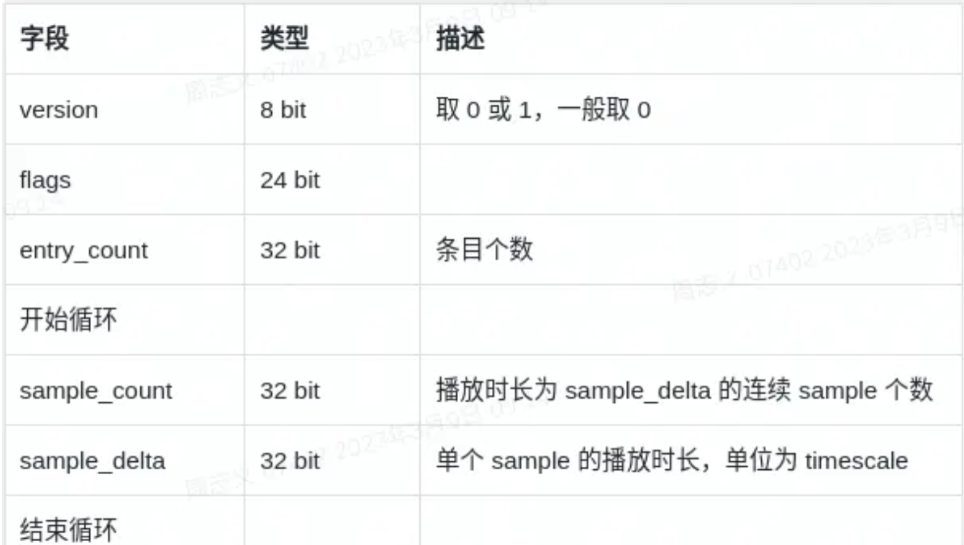 字段 类型 描述
version 8 bit 取 0 或 1，一般取 0
flags 24 bit
entry_count 32 bit 条目个数
开始循环
sample_count 32 bit 播放时长为 sample_delta 的连续 sample 个数
sample_delta 32 bit 单个 sample 的播放时长，单位为 timescale
结束循环